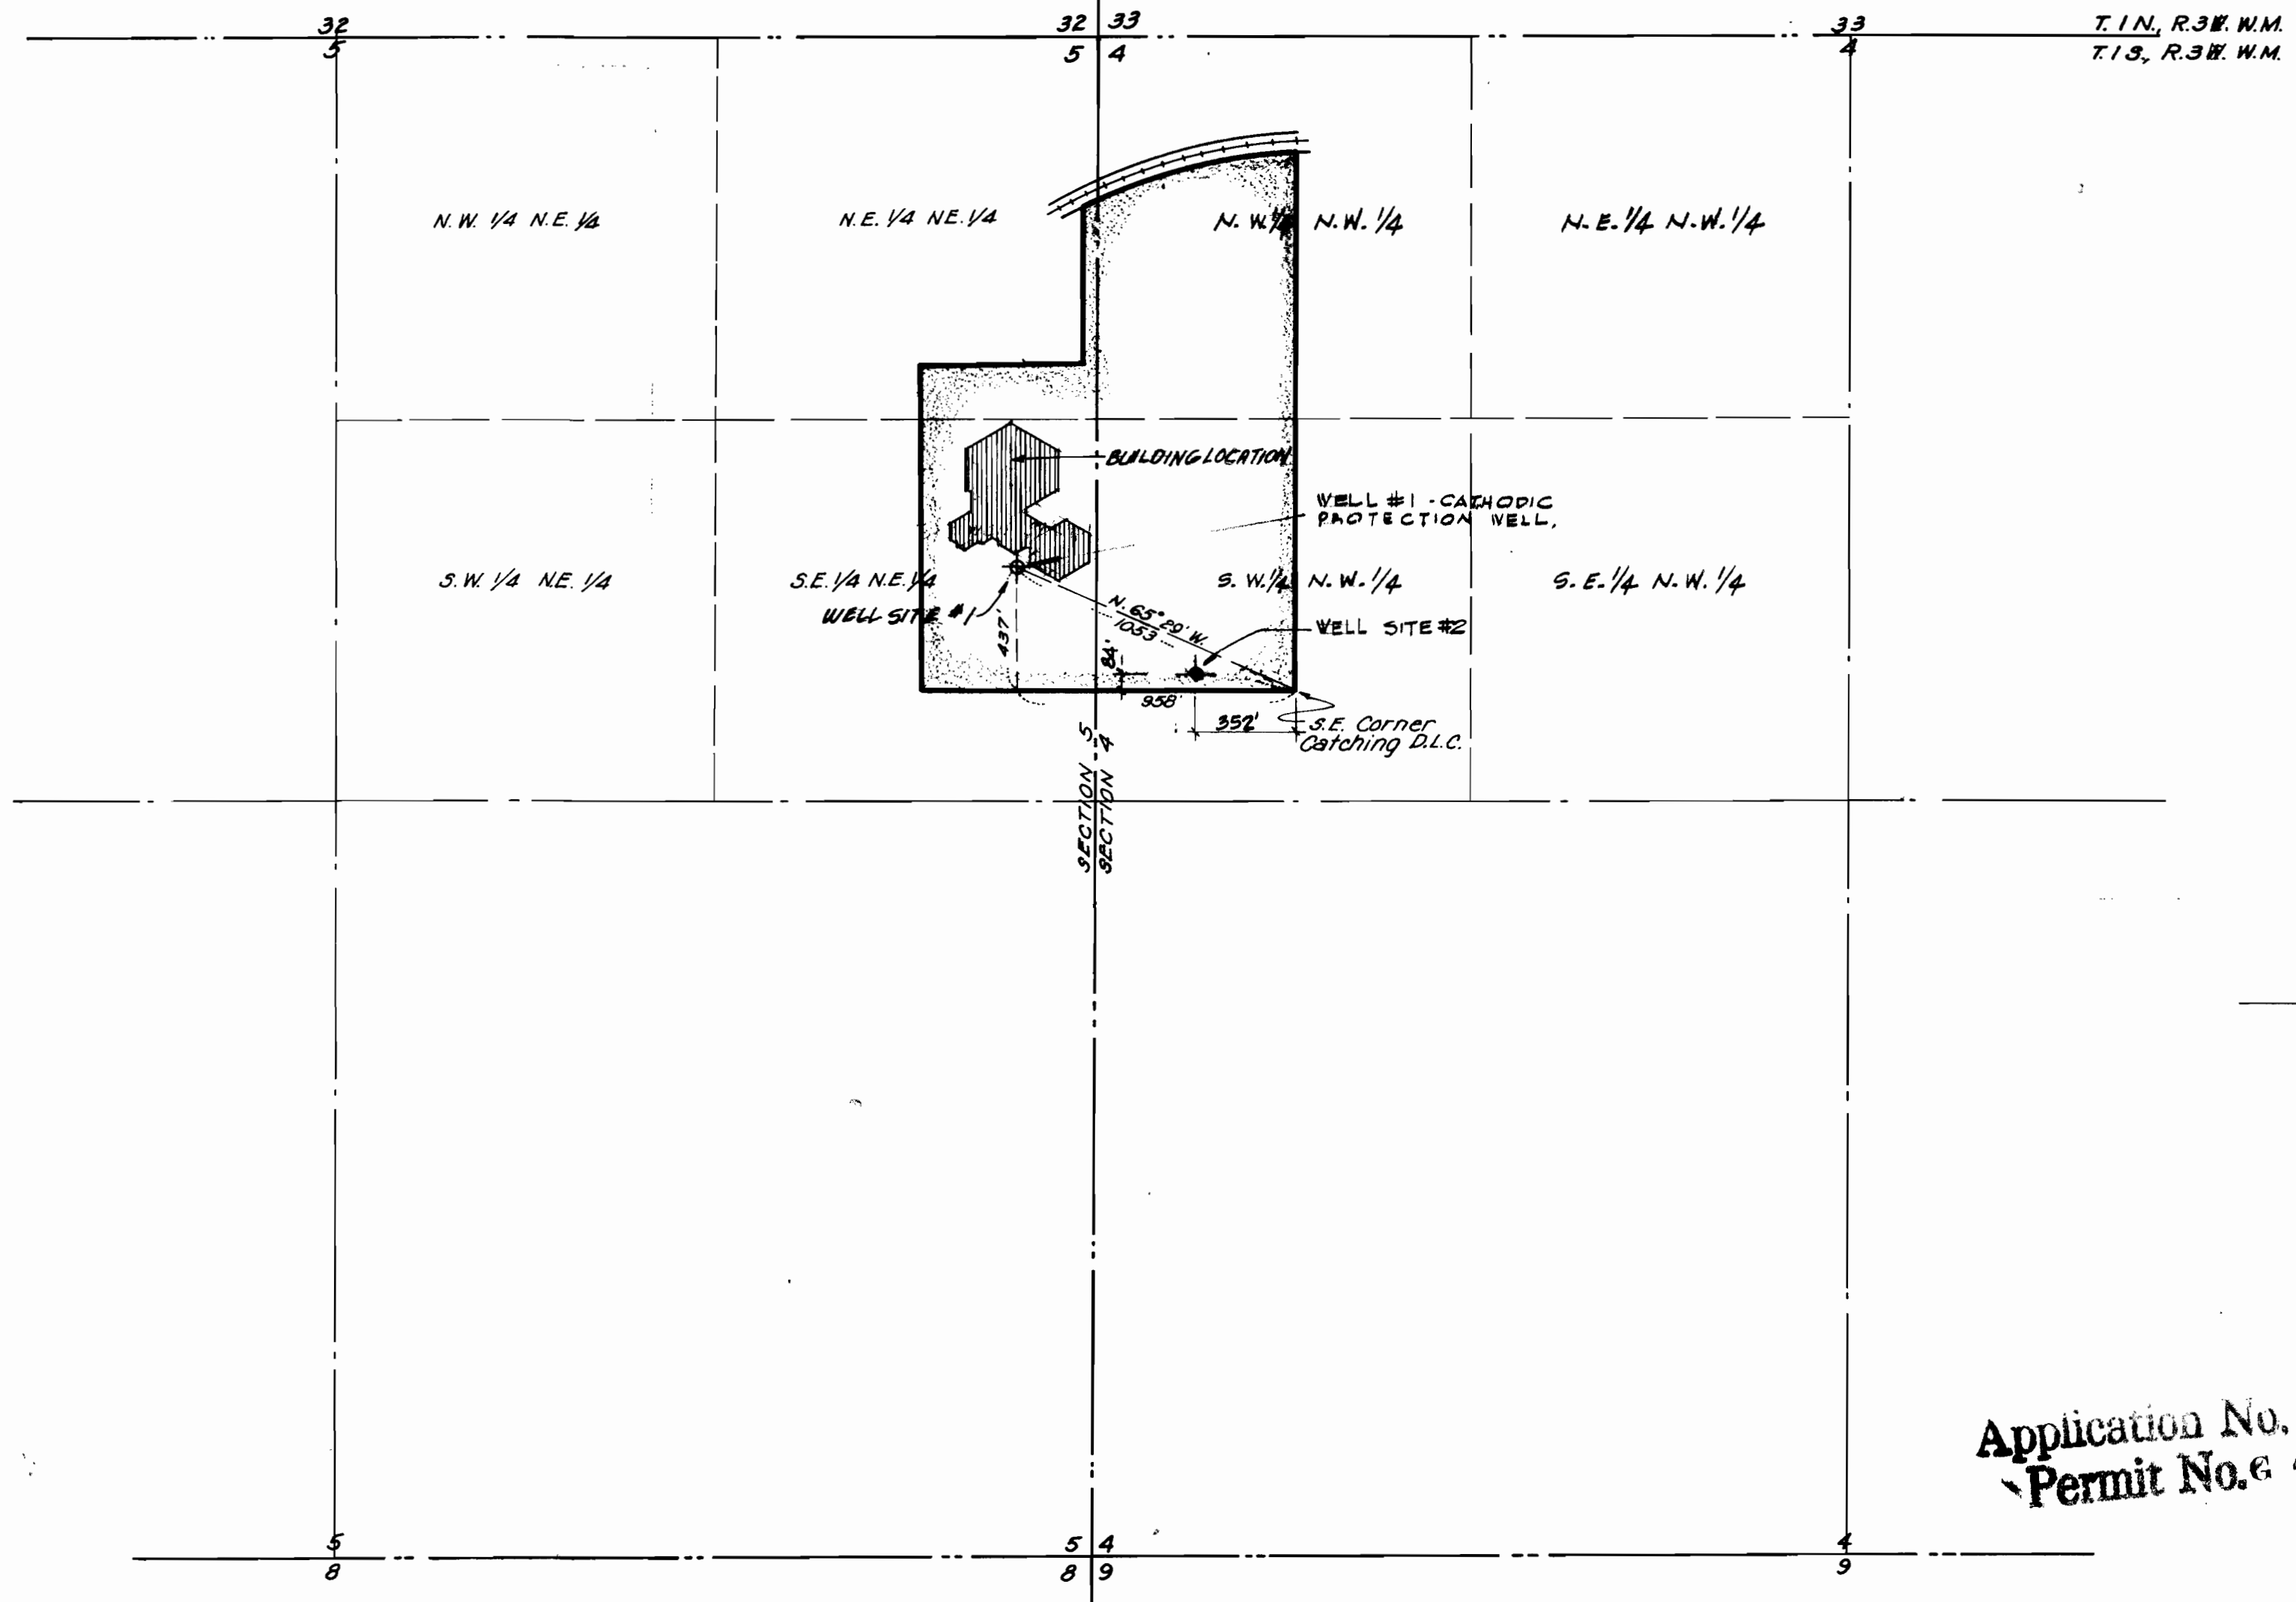 32
32 33
33
T. 1 N., R. 3 W. W.M.
5
5 4
4
T. 1 S., R. 3 W. W.M.
N.W. 1/4 N.E. 1/4
N.E. 1/4 NE. 1/4
N.W. 1/4 N.W. 1/4
N.E. 1/4 N.W. 1/4
BUILDING LOCATION
WELL #1 - CATHODIC
PROTECTION WELL,
S.W. 1/4 N.E. 1/4
S.E. 1/4 N.E. 1/4
S.W. 1/4 N.W. 1/4
S.E. 1/4 N.W. 1/4
WELL SITE #1
437'
N. 65° 29' W.
1053
84'
WELL SITE #2
958'
352'
S.E. Corner
Catching D.L.C.
SECTION 5
SECTION 4
Application No.
Permit No. G
5
5 4
4
8
8 9
9